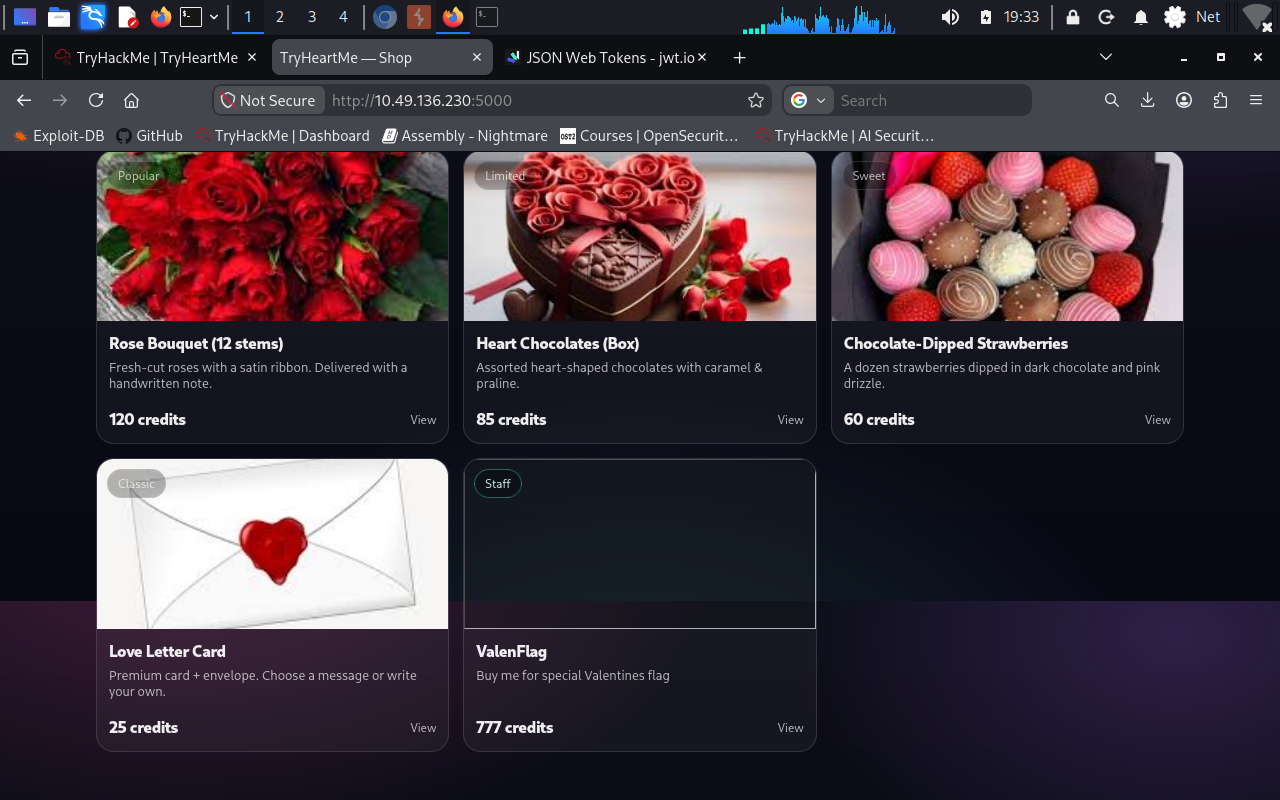 1 2 3 4 19:33 Net
TryHackMe | TryHeartMe TryHeartMe — Shop JSON Web Tokens - jwt.io
Not Secure http://10.49.136.230:5000 Search
Exploit-DB GitHub TryHackMe | Dashboard Assembly - Nightmare Courses | OpenSecurit… TryHackMe | AI Securit…
Popular Limited Sweet
Rose Bouquet (12 stems) Heart Chocolates (Box) Chocolate-Dipped Strawberries
Fresh-cut roses with a satin ribbon. Delivered with a
handwritten note.
Assorted heart-shaped chocolates with caramel &
praline.
A dozen strawberries dipped in dark chocolate and pink
drizzle.
120 credits View 85 credits View 60 credits View
Classic Staff
Love Letter Card ValenFlag
Premium card + envelope. Choose a message or write
your own.
Buy me for special Valentines flag
25 credits View 777 credits View